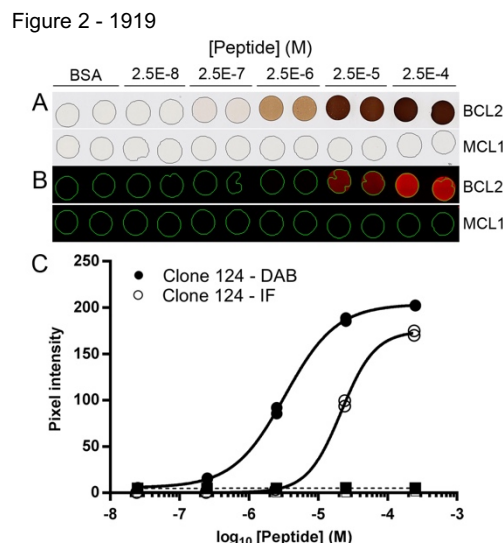 Figure 2 - 1919
[Peptide] (M)
BSA 2.5E-8 2.5E-7 2.5E-6 2.5E-5 2.5E-4
A BCL2
MCL1
B BCL2
MCL1
C
Clone 124 - DAB
Clone 124 - IF
250
200
150
100
50
0
Pixel intensity
-8 -7 -6 -5 -4 -3
log10 [Peptide] (M)